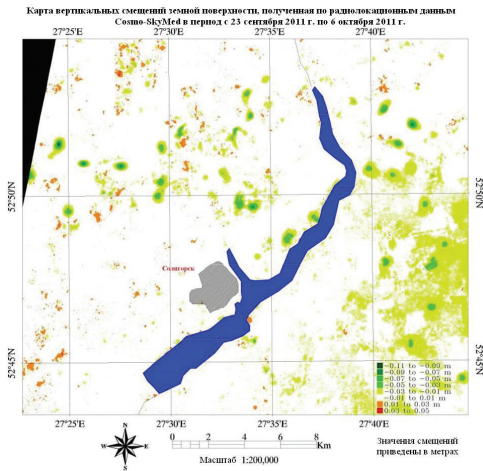 Карта вертикальных смещений земной поверхности, полученная по радиолокационным данным
Cosmo-SkyMed в период с 23 сентября 2011 г. по 6 октября 2011 г.
27°25'E 27°30'E 27°35'E 27°40'E
52°50'N 52°50'N
Солигорск
52°45'N 52°45'N
-0.11 to -0.09 m
-0.09 to -0.07 m
-0.07 to -0.05 m
-0.05 to -0.03 m
-0.03 to -0.01 m
-0.01 to 0.01 m
0.01 to 0.03 m
0.03 to 0.05
27°25'E 27°30'E 27°35'E 27°40'E
N
W E
S
0 2 4 6 8
Km
Масштаб 1:200,000
Значения смещений
приведены в метрах